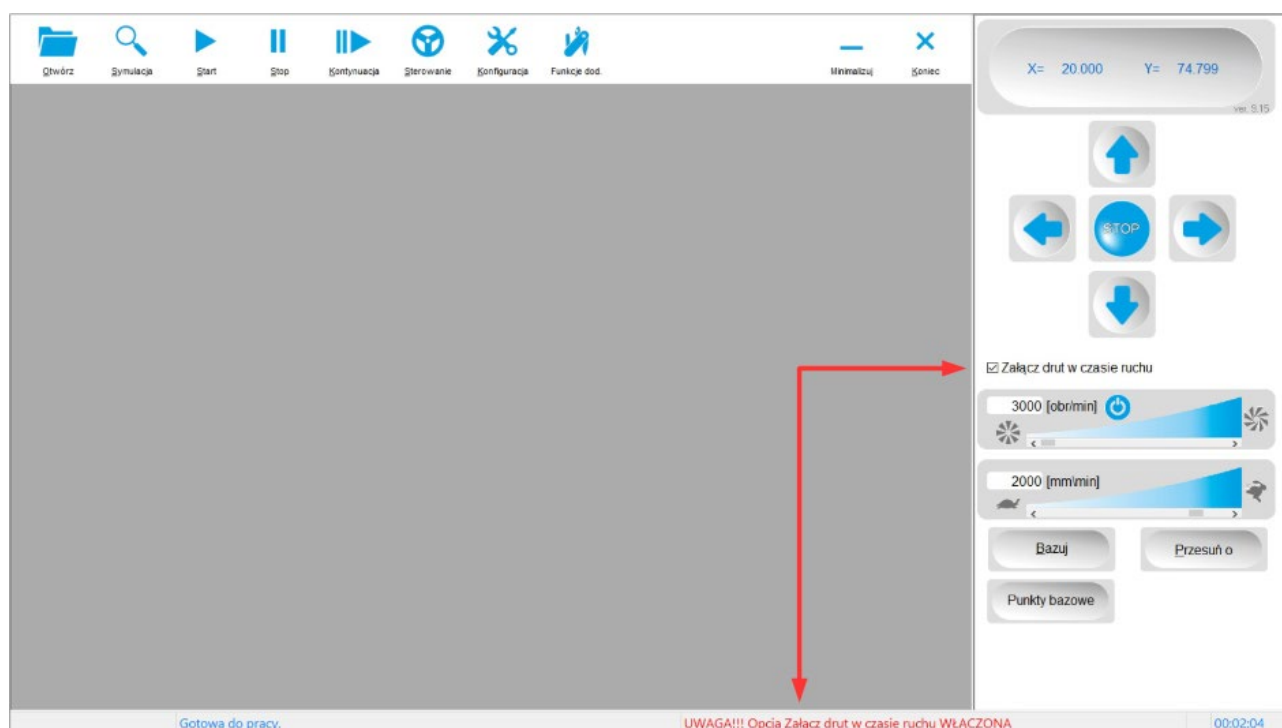 Otwórz Symulacja Start Stop Kontynuacja Sterowanie Konfiguracja Funkcje dod. Minimalizuj Koniec
X= 20.000 Y= 74.799
ver. 9.15
STOP
Załącz drut w czasie ruchu
3000 [obr/min]
2000 [mm\min]
Bazuj Przesuń o
Punkty bazowe
Gotowa do pracy. UWAGA!!! Opcja Załącz drut w czasie ruchu WŁĄCZONA 00:02:04